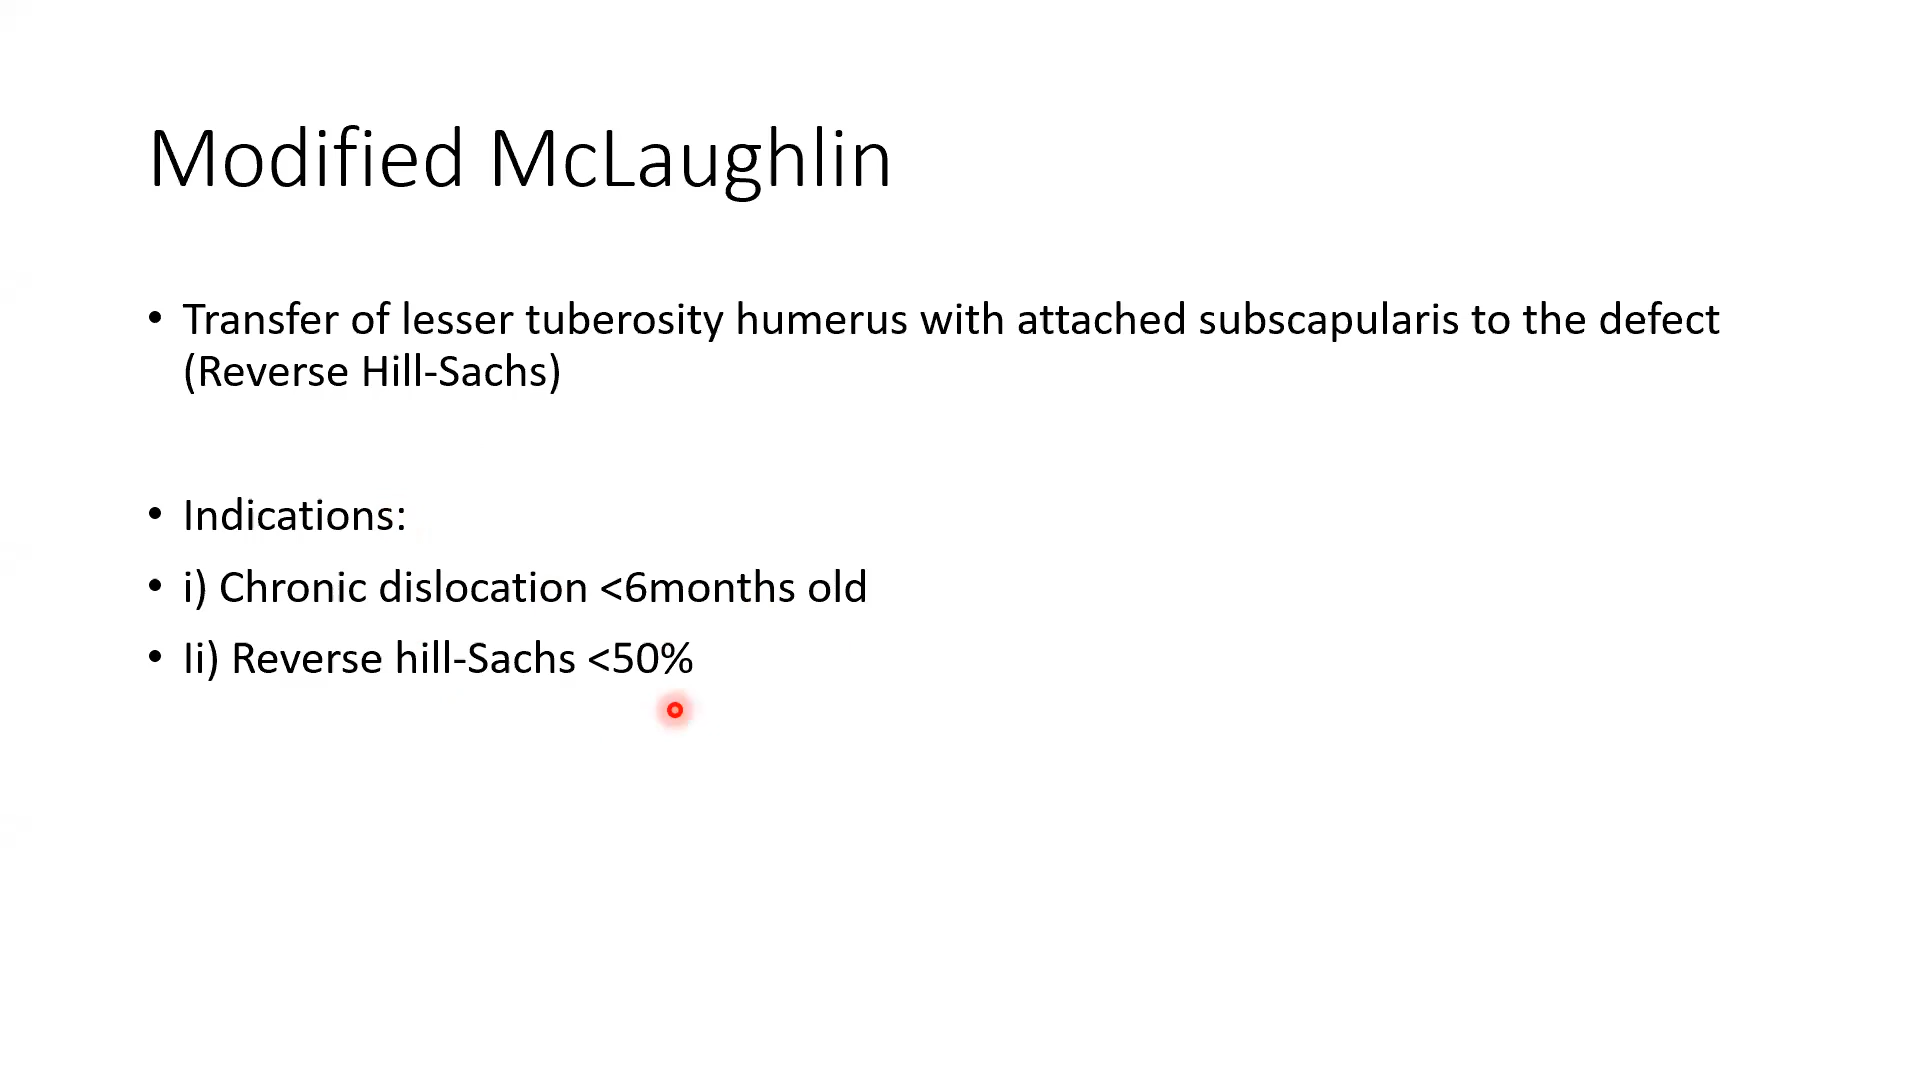 Modified McLaughlin
• Transfer of lesser tuberosity humerus with attached subscapularis to the defect
(Reverse Hill-Sachs)
• Indications:
• i) Chronic dislocation <6months old
• Ii) Reverse hill-Sachs <50%